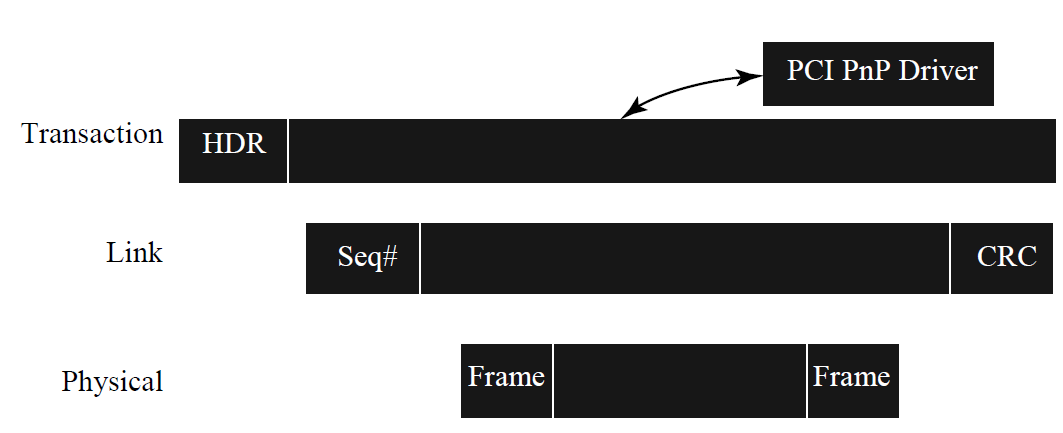 PCI PnP Driver
Transaction
HDR
Link
Seq#
CRC
Physical
Frame
Frame